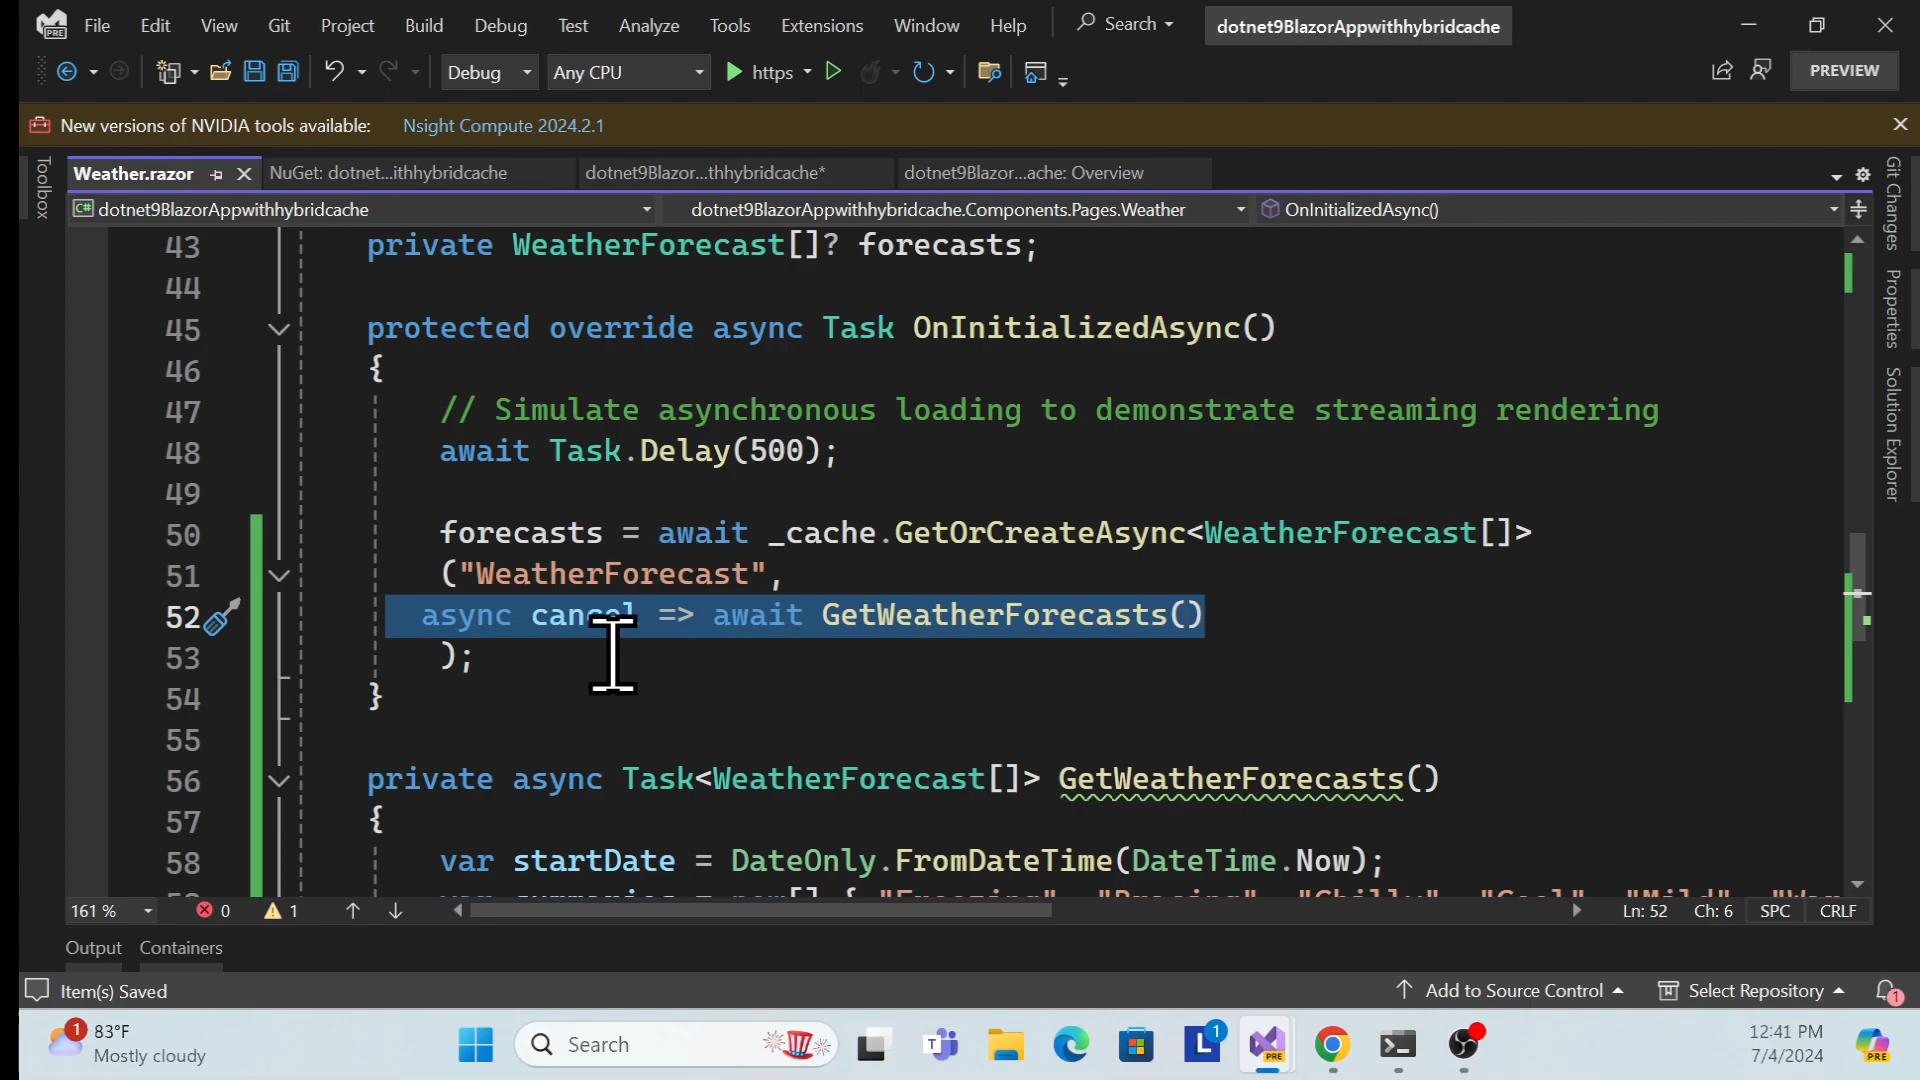 File Edit View Git Project Build Debug Test Analyze Tools Extensions Window Help Search dotnet9BlazorAppwithhybridcache
Debug Any CPU https PREVIEW
New versions of NVIDIA tools available: Nsight Compute 2024.2.1
Weather.razor NuGet: dotnet...ithhybridcache dotnet9Blazor...thhybridcache* dotnet9Blazor...ache: Overview
dotnet9BlazorAppwithhybridcache dotnet9BlazorAppwithhybridcache.Components.Pages.Weather OnInitializedAsync()
Toolbox
Git Changes
Properties
Solution Explorer
43 private WeatherForecast[]? forecasts;
44
45 protected override async Task OnInitializedAsync()
46 {
47 // Simulate asynchronous loading to demonstrate streaming rendering
48 await Task.Delay(500);
49
50 forecasts = await _cache.GetOrCreateAsync<WeatherForecast[]>
51 ("WeatherForecast",
52 async cancel => await GetWeatherForecasts()
53 );
54 }
55
56 private async Task<WeatherForecast[]> GetWeatherForecasts()
57 {
58 var startDate = DateOnly.FromDateTime(DateTime.Now);
161 % 0 1 Ln: 52 Ch: 6 SPC CRLF
Output Containers
Item(s) Saved Add to Source Control Select Repository 1
1 83°F
Mostly cloudy
Search
PRE
L 1
12:41 PM
7/4/2024